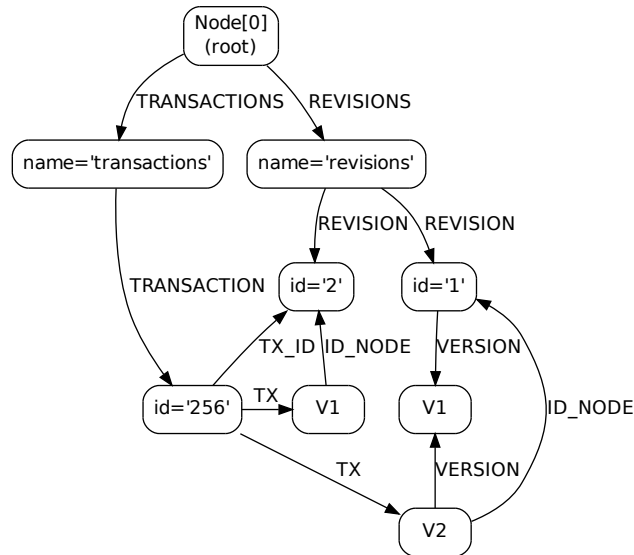 Node[0]
(root)
TRANSACTIONS
REVISIONS
name='transactions'
name='revisions'
REVISION
REVISION
TRANSACTION
id='2'
id='1'
TX_ID
ID_NODE
VERSION
id='256'
TX
V1
V1
ID_NODE
TX
VERSION
V2